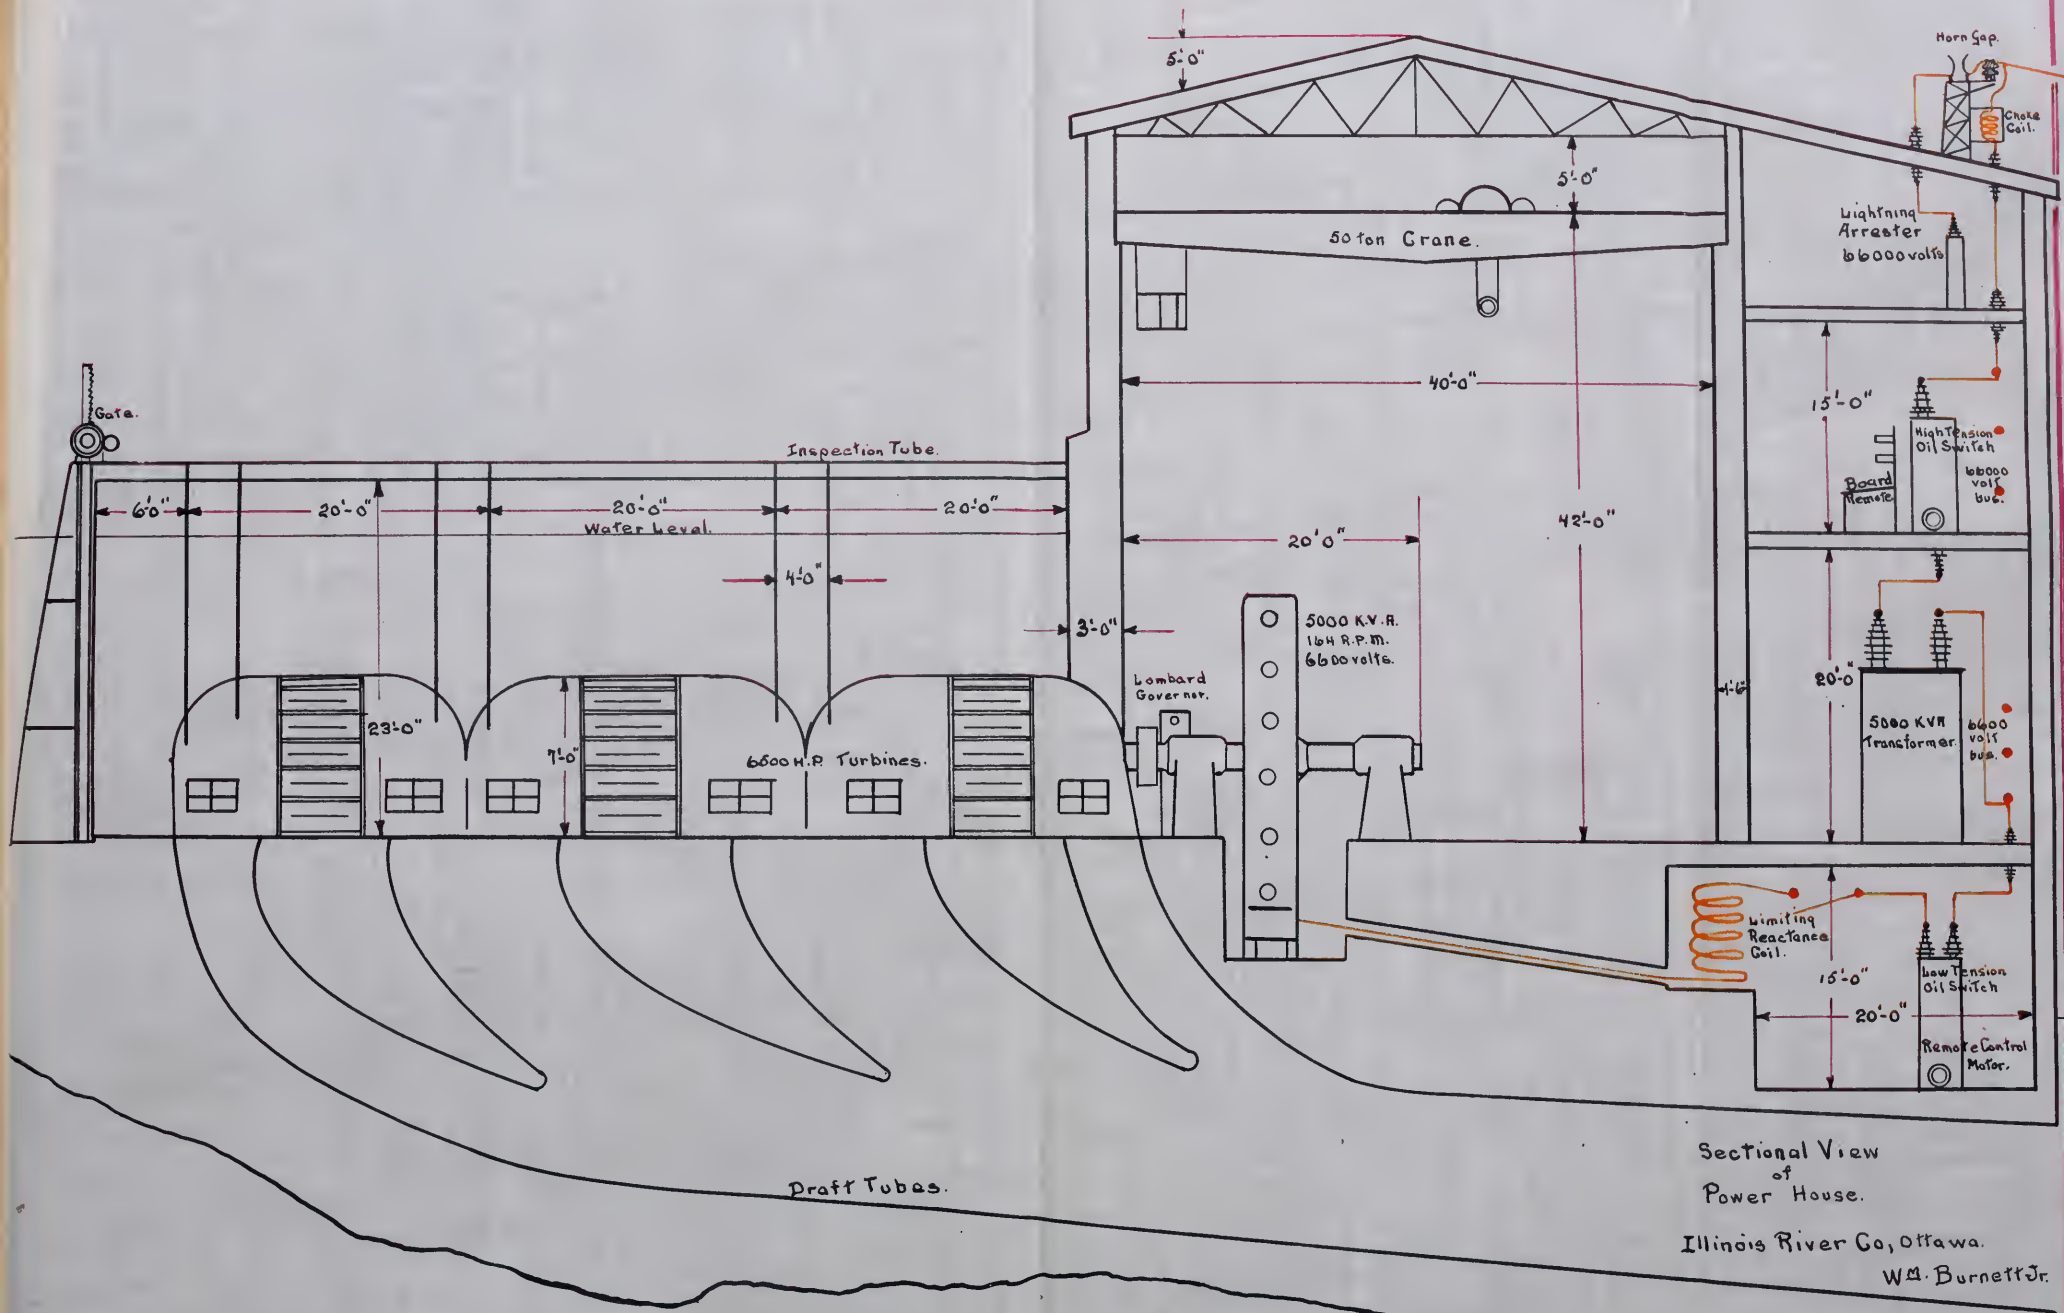 Horn Gap.
5'-0"
Choke
Coil.
5'-0"
50 ton Crane.
Lightning
Arrester
66000 volts
40'-0"
15'-0"
High Tension
Oil Switch
66000
volt
bus.
Board
Remote
Gate.
Inspection Tube.
6'0"
20'-0"
20'-0"
20'-0"
Water Level.
42'-0"
20'0"
4'-0"
3'-0"
5000 K.V.A.
164 R.P.M.
6600 volts.
Lombard
Governor.
1'-6"
20'-0"
5000 KVA
Transformer
6600
volt
bus.
23'-0"
7'-0"
6500 H.P. Turbines.
Limiting
Reactance
Coil.
15'-0"
Low Tension
Oil Switch
20'-0"
Remote Control
Motor.
Draft Tubes.
Sectional View
of
Power House.
Illinois River Co, Ottawa.
WM. Burnett Jr.